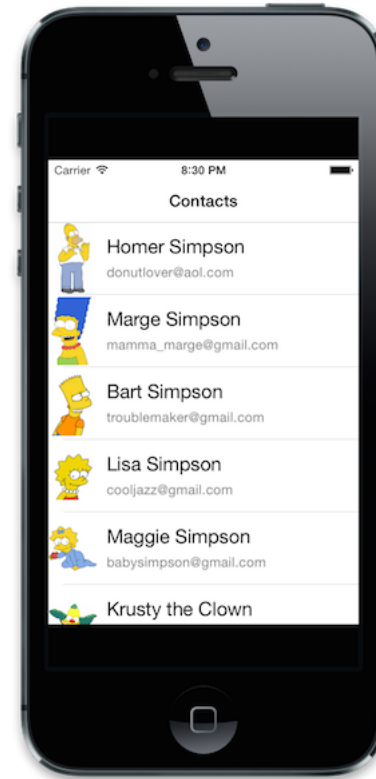 Carrier 8:30 PM
Contacts
Homer Simpson
donutlover@aol.com
Marge Simpson
mamma_marge@gmail.com
Bart Simpson
troublemaker@gmail.com
Lisa Simpson
cooljazz@gmail.com
Maggie Simpson
babysimpson@gmail.com
Krusty the Clown